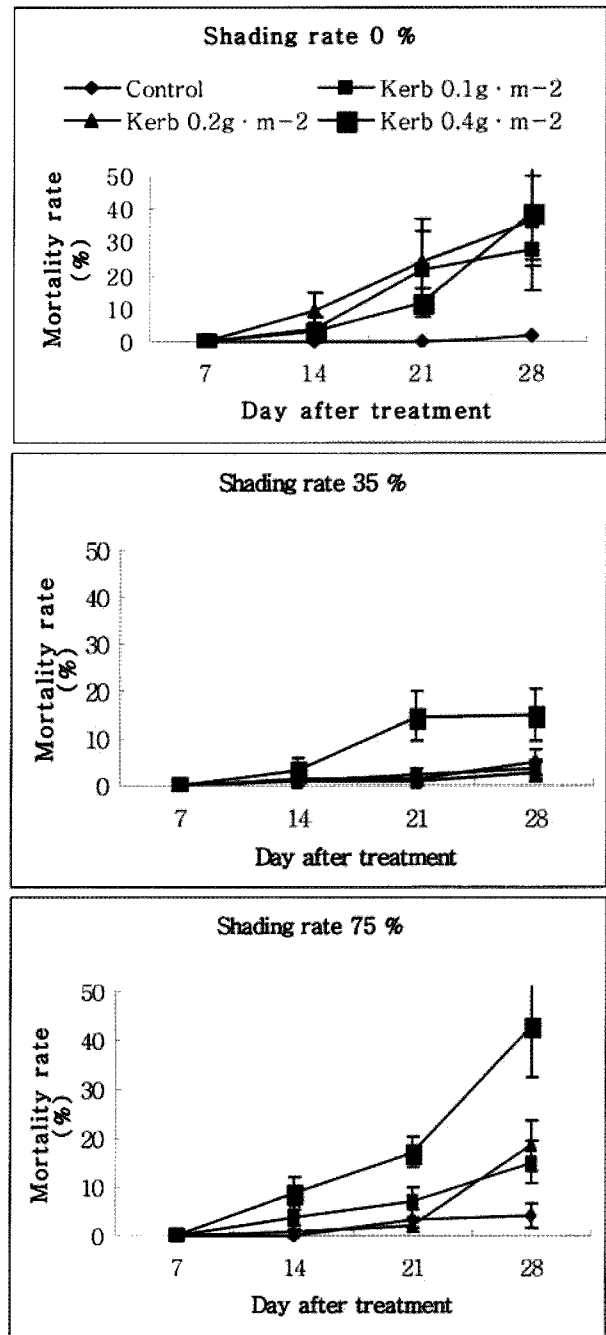 Shading rate 0 %
Control Kerb 0.1g · m-2
Kerb 0.2g · m-2 Kerb 0.4g · m-2
Mortality rate
(%)
50
40
30
20
10
0
7 14 21 28
Day after treatment
Shading rate 35 %
Mortality rate
(%)
50
40
30
20
10
0
7 14 21 28
Day after treatment
Shading rate 75 %
Mortality rate
(%)
50
40
30
20
10
0
7 14 21 28
Day after treatment